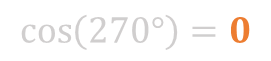 cos(270°) = 0